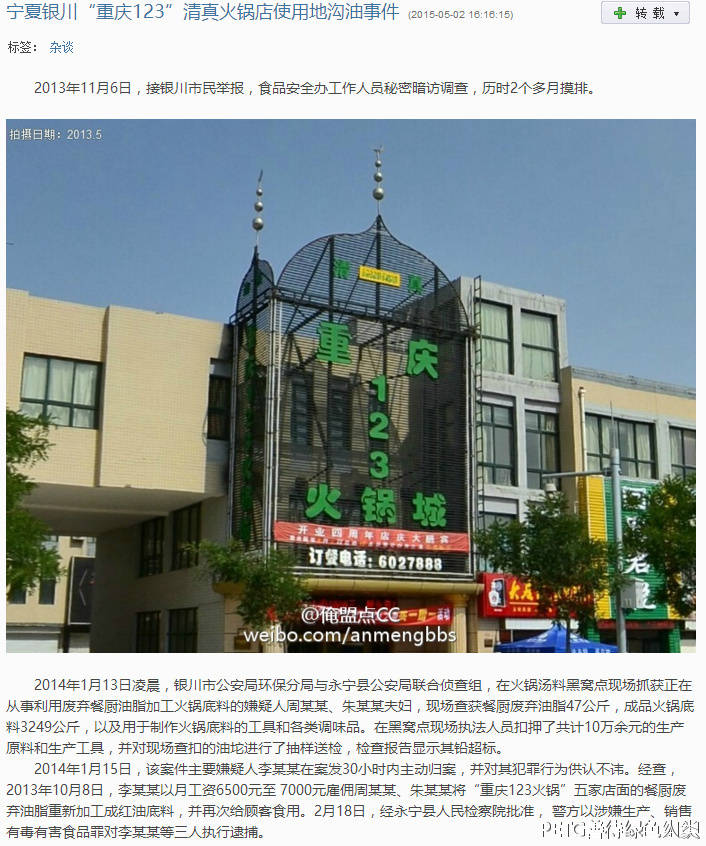 宁夏银川“重庆123”清真火锅店使用地沟油事件 (2015-05-02 16:16:15)
转 载
标签： 杂谈
2013年11月6日，接银川市民举报，食品安全办工作人员秘密暗访调查，历时2个多月摸排。
拍摄日期：2013.5
清 真
重庆
123
火锅城
开业四周年店庆大酬宾
订餐电话：6027888
@俺盟点CC
weibo.com/anmengbbs
2014年1月13日凌晨，银川市公安局环保分局与永宁县公安局联合侦查组，在火锅汤料黑窝点现场抓获正在
从事利用废弃餐厨油脂加工火锅底料的嫌疑人周某某、朱某某夫妇，现场查获餐厨废弃油脂47公斤，成品火锅底
料3249公斤，以及用于制作火锅底料的工具和各类调味品。在黑窝点现场执法人员扣押了共计10万余元的生产
原料和生产工具，并对现场查扣的油坨进行了抽样送检，检查报告显示其铅超标。
2014年1月15日，该案件主要嫌疑人李某某在案发30小时内主动归案，并对其犯罪行为供认不讳。经查，
2013年10月8日，李某某以月工资6500元至 7000元雇佣周某某、朱某某将“重庆123火锅”五家店面的餐厨废
弃油脂重新加工成红油底料，并再次给顾客食用。2月18日，经永宁县人民检察院批准， 警方以涉嫌生产、销售
有毒有害食品罪对李某某等三人执行逮捕。